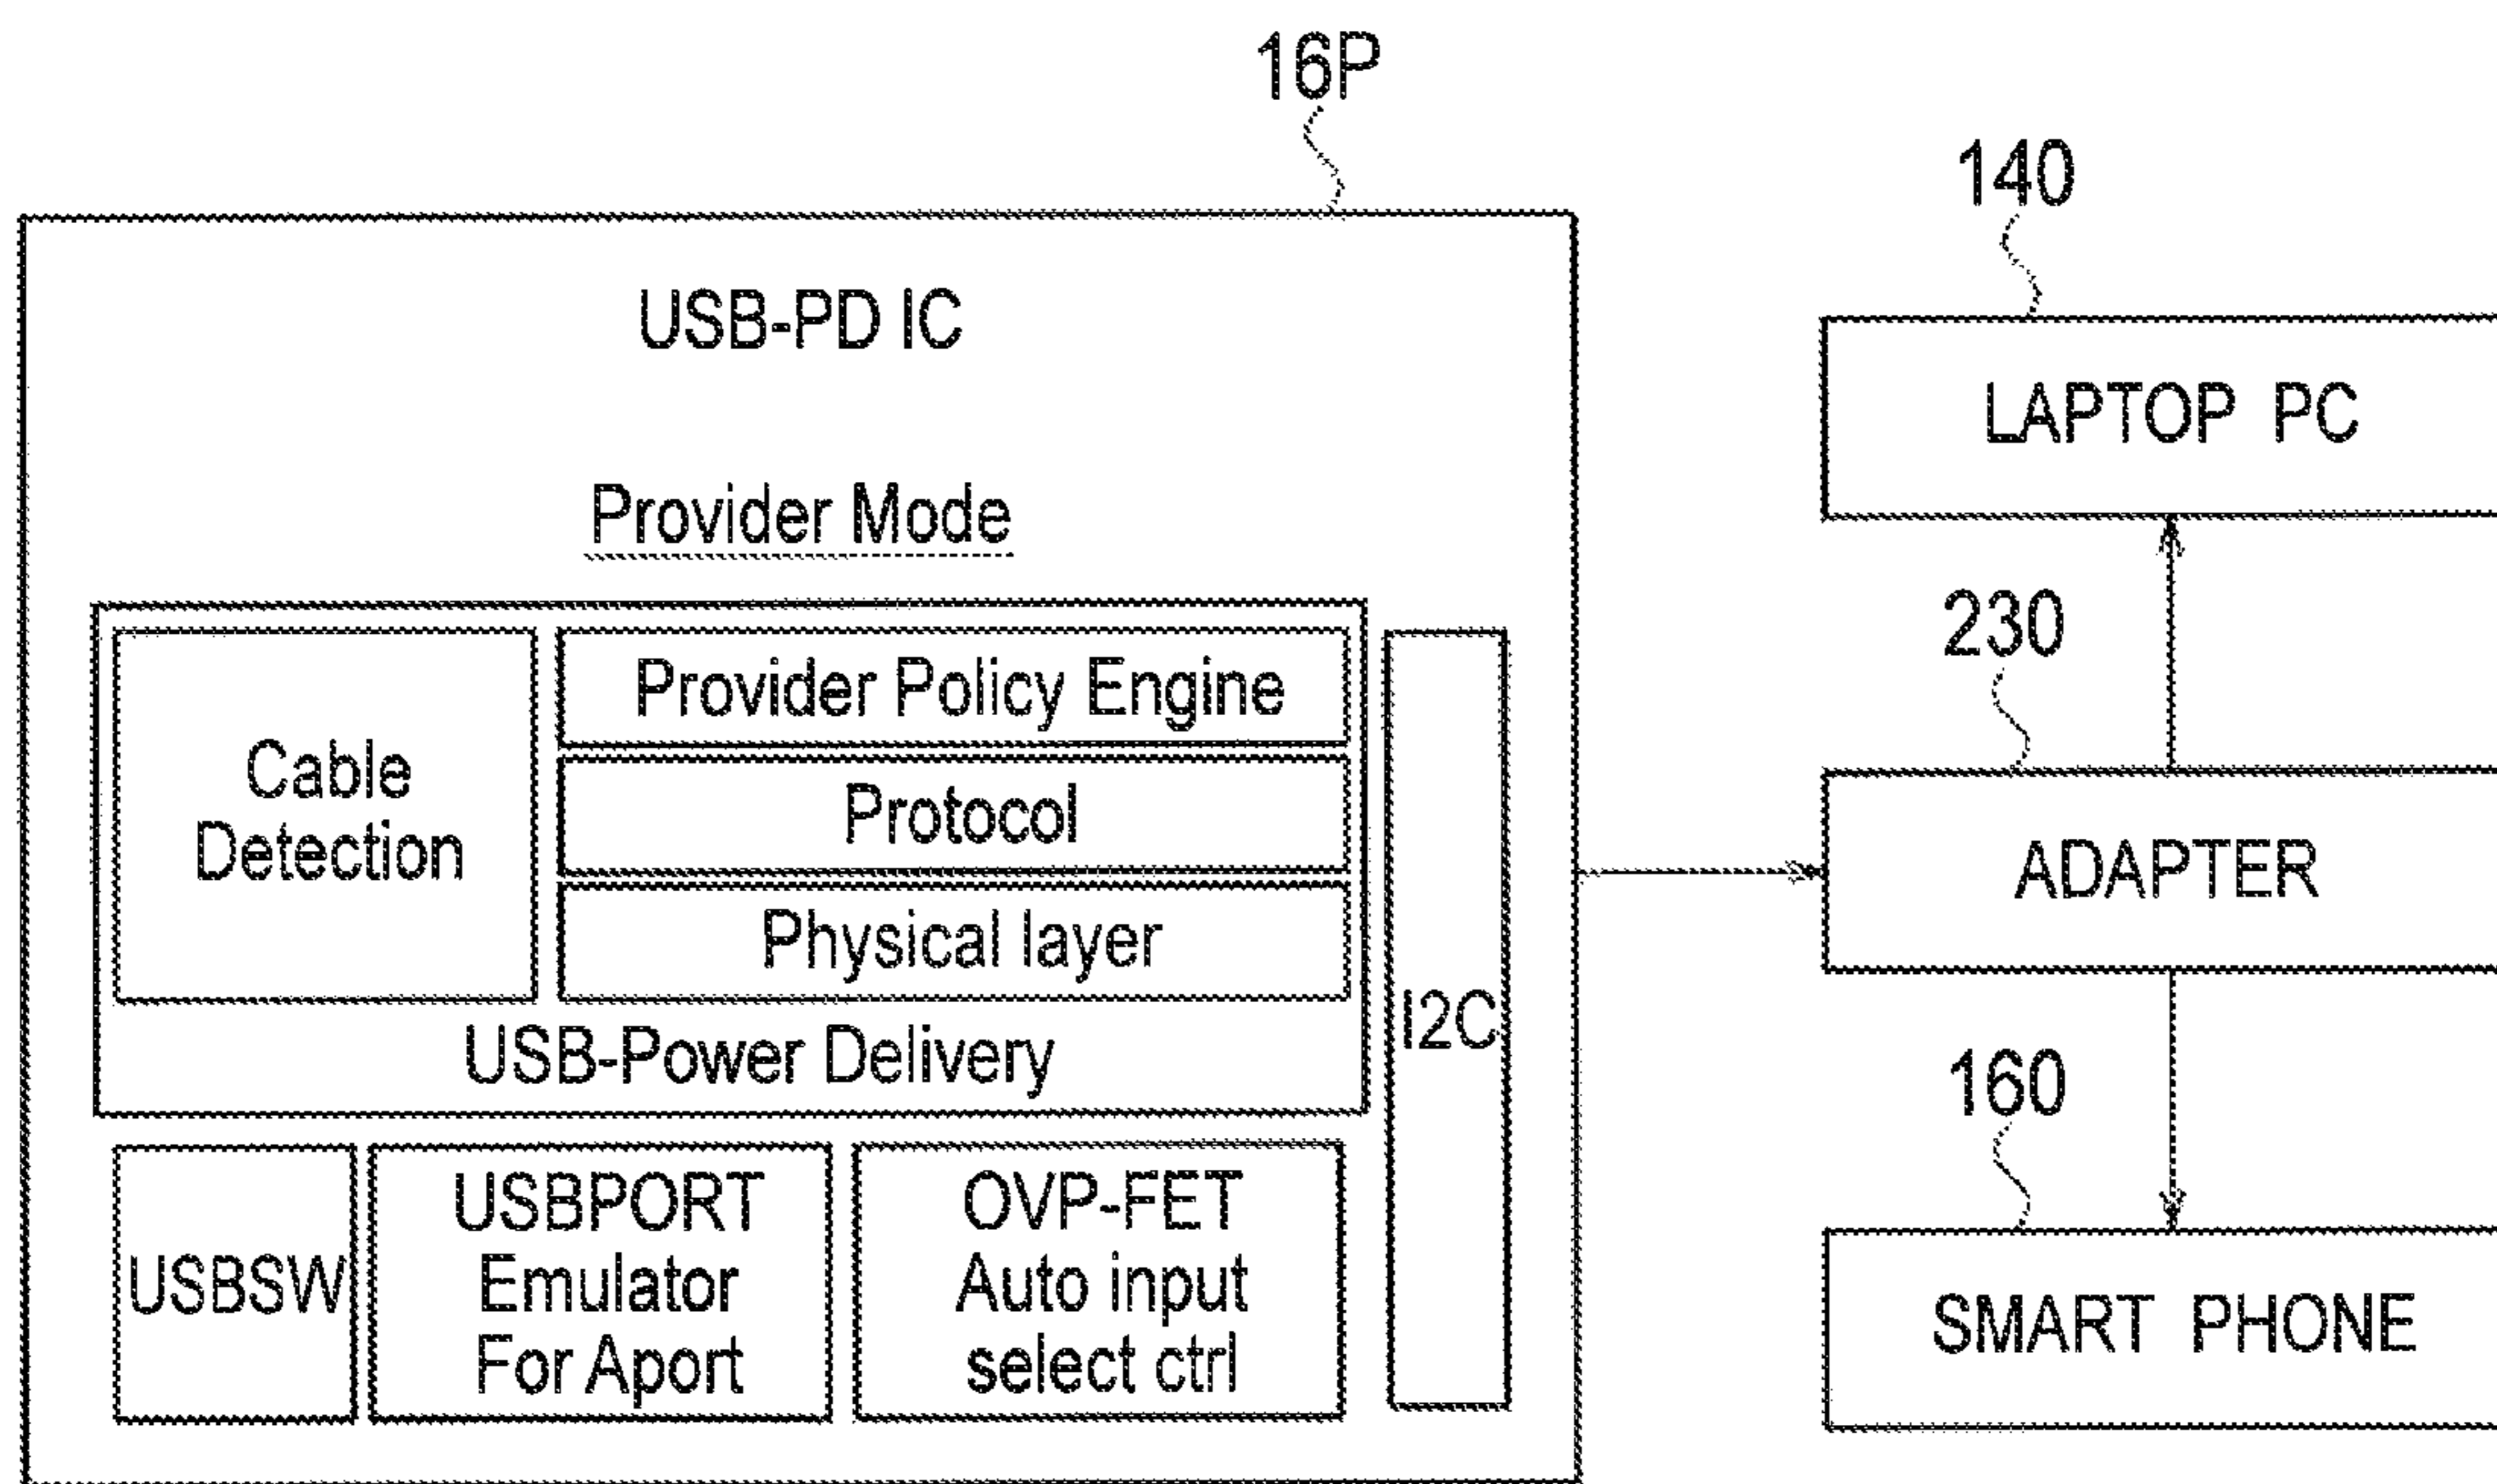 16P
USB-PD IC
Provider Mode
Cable
Detection
Provider Policy Engine
Protocol
Physical layer
USB-Power Delivery
I2C
USBSW
USBPORT
Emulator
For Aport
OVP-FET
Auto input
select ctrl
140
LAPTOP PC
230
ADAPTER
160
SMART PHONE